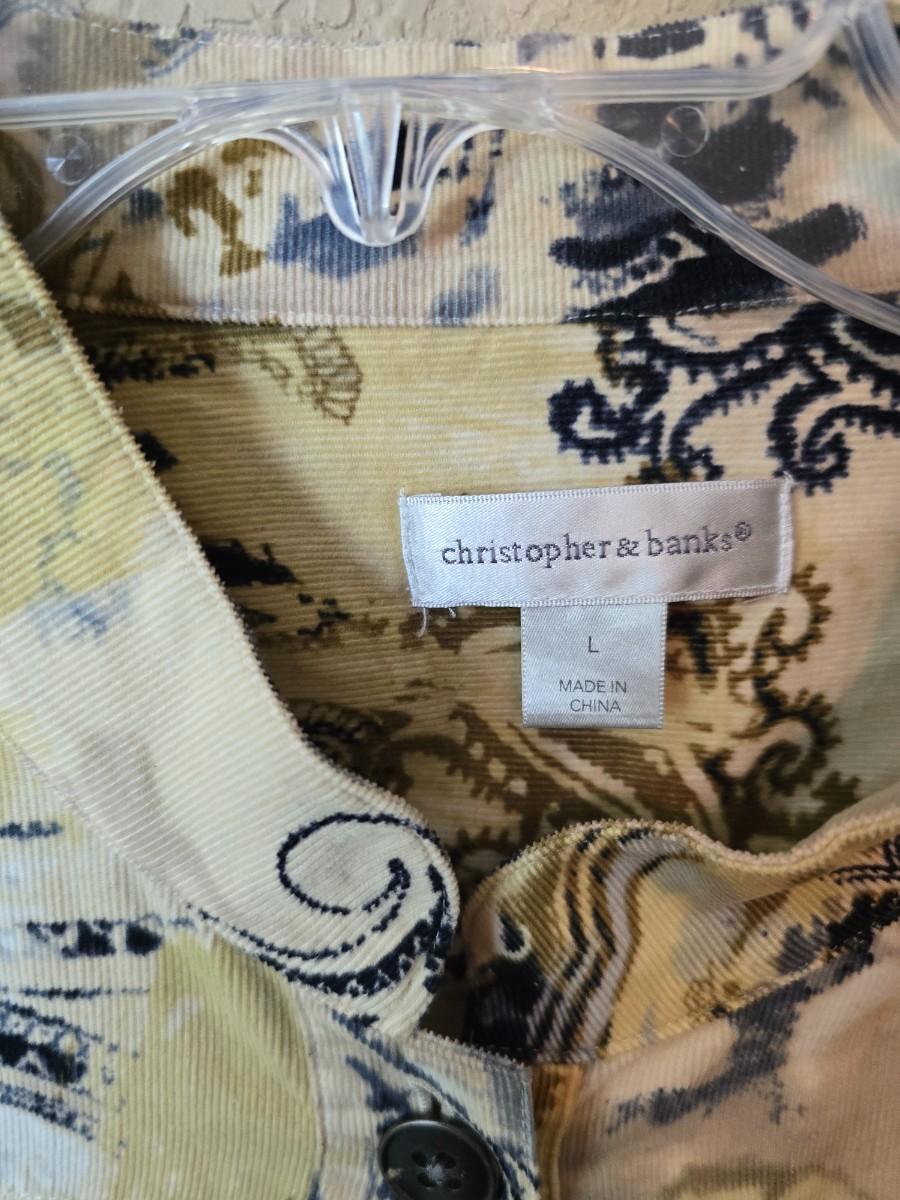 christopher & banks®
L
MADE IN
CHINA